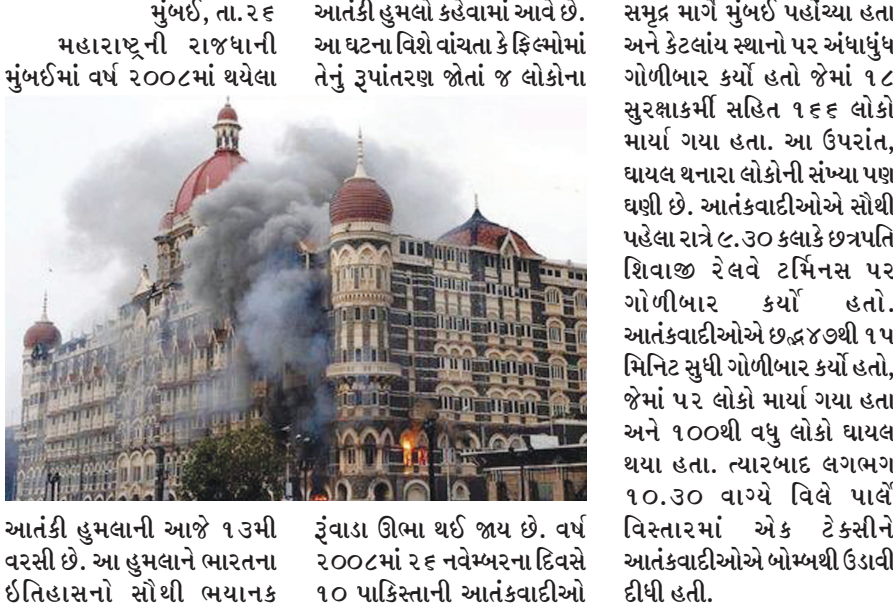 મુંબઈ, તા.૨૬
મહારાષ્ટ્રની રાજધાની
મુંબઈમાં વર્ષ ૨૦૦૮માં થયેલા
આતંકી હુમલાની આજે ૧૩મી
વરસી છે. આ હુમલાને ભારતના
ઇતિહાસનો સૌથી ભયાનક
આતંકી હુમલો કહેવામાં આવે છે.
આ ઘટના વિશે વાંચતા કે ફિલ્મોમાં
તેનું રૂપાંતરણ જોતાં જ લોકોના
રૂંવાડા ઊભા થઈ જાય છે. વર્ષ
૨૦૦૮માં ૨૬ નવેમ્બરના દિવસે
૧૦ પાકિસ્તાની આતંકવાદીઓ
સમુદ્ર માર્ગે મુંબઈ પહોંચ્યા હતા
અને કેટલાંય સ્થાનો પર અંધાધુંધ
ગોળીબાર કર્યો હતો જેમાં ૧૮
સુરક્ષાકર્મી સહિત ૧૬૬ લોકો
માર્યા ગયા હતા. આ ઉપરાંત,
ઘાયલ થનારા લોકોની સંખ્યા પણ
ઘણી છે. આતંકવાદીઓએ સૌથી
પહેલા રાત્રે ૯.૩૦ કલાકે છત્રપતિ
શિવાજી રેલવે ટર્મિનસ પર
ગોળીબાર કર્યો હતો.
આતંકવાદીઓએ છદ્ધ૪૭થી ૧૫
મિનિટ સુધી ગોળીબાર કર્યો હતો,
જેમાં ૫૨ લોકો માર્યા ગયા હતા
અને ૧૦૦થી વધુ લોકો ઘાયલ
થયા હતા. ત્યારબાદ લગભગ
૧૦.૩૦ વાગ્યે વિલે પાર્લે
વિસ્તારમાં એક ટેક્સીને
આતંકવાદીઓએ બોમ્બથી ઉડાવી
દીધી હતી.